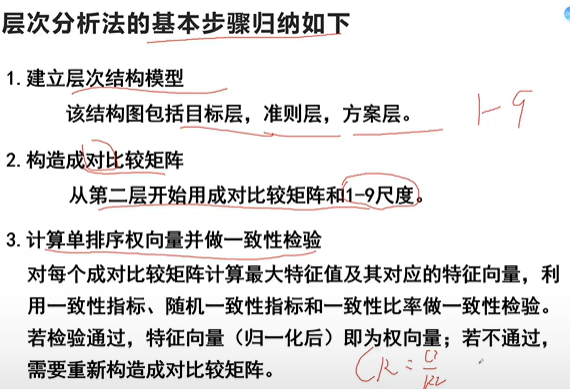 层次分析法的基本步骤归纳如下
1.建立层次结构模型
该结构图包括目标层，准则层，方案层。
1-9
2.构造成对比较矩阵
从第二层开始用成对比较矩阵和1-9尺度。
3.计算单排序权向量并做一致性检验
对每个成对比较矩阵计算最大特征值及其对应的特征向量，利
用一致性指标、随机一致性指标和一致性比率做一致性检验。
若检验通过，特征向量（归一化后）即为权向量；若不通过，
需要重新构造成对比较矩阵。
CR=CI/RI